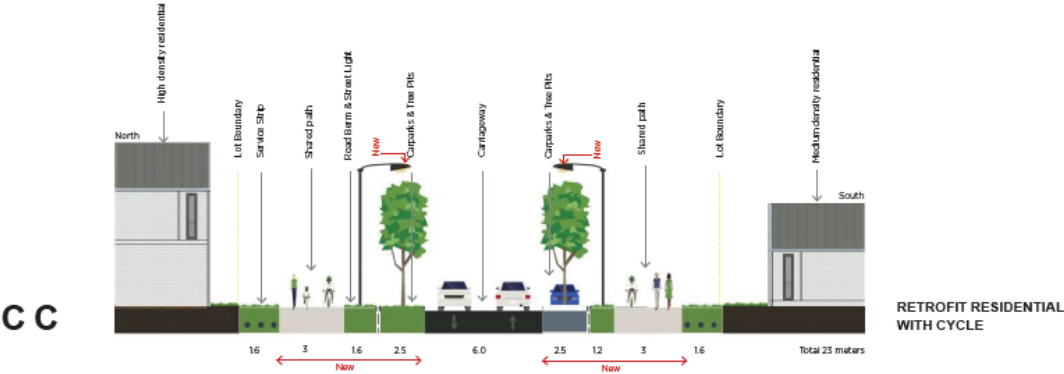 High density residential
North
Lot Boundary
Service Strip
Shared path
Road Berm & Street Light
New
Carparks & Tree Pits
Carriageway
Carparks & Tree Pits
New
Shared path
Lot Boundary
Medium density residential
South
C C
RETROFIT RESIDENTIAL
WITH CYCLE
1.6 3 1.6 2.5 6.0 2.5 1.2 3 1.6 Total 23 meters
New New